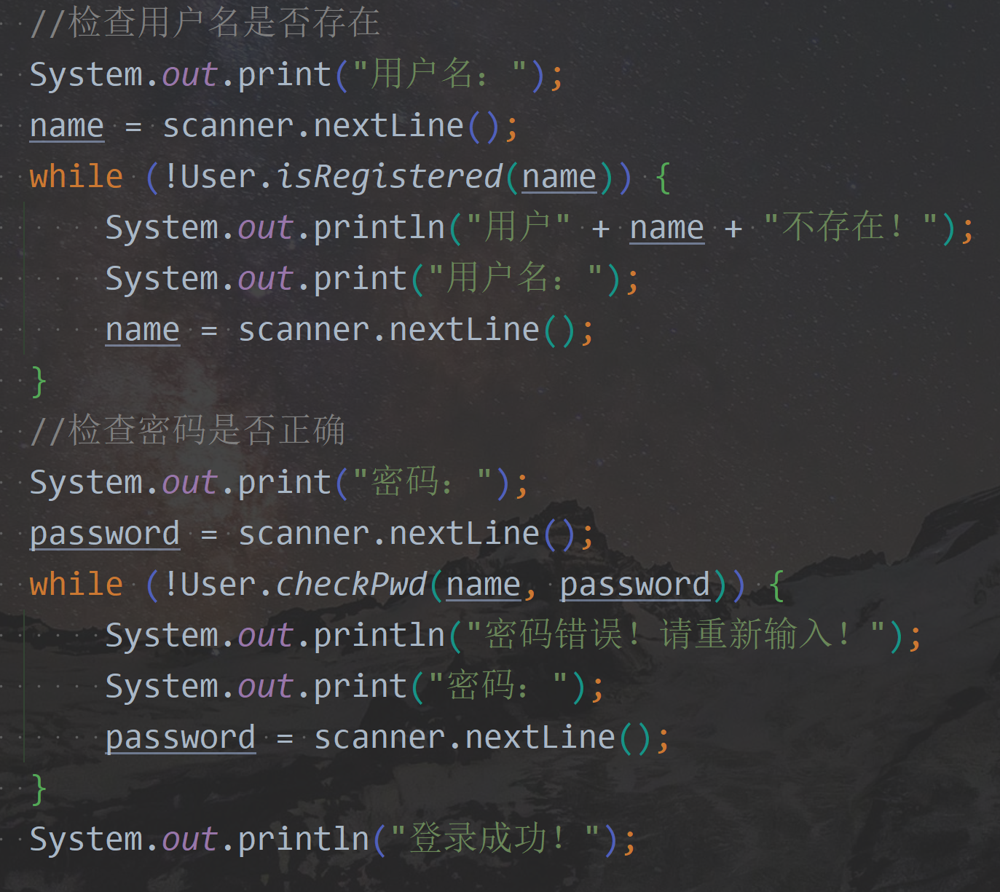 //检查用户名是否存在
System.out.print("用户名：");
name = scanner.nextLine();
while (!User.isRegistered(name)) {
    System.out.println("用户" + name + "不存在！");
    System.out.print("用户名：");
    name = scanner.nextLine();
}
//检查密码是否正确
System.out.print("密码：");
password = scanner.nextLine();
while (!User.checkPwd(name, password)) {
    System.out.println("密码错误！请重新输入！");
    System.out.print("密码：");
    password = scanner.nextLine();
}
System.out.println("登录成功！");